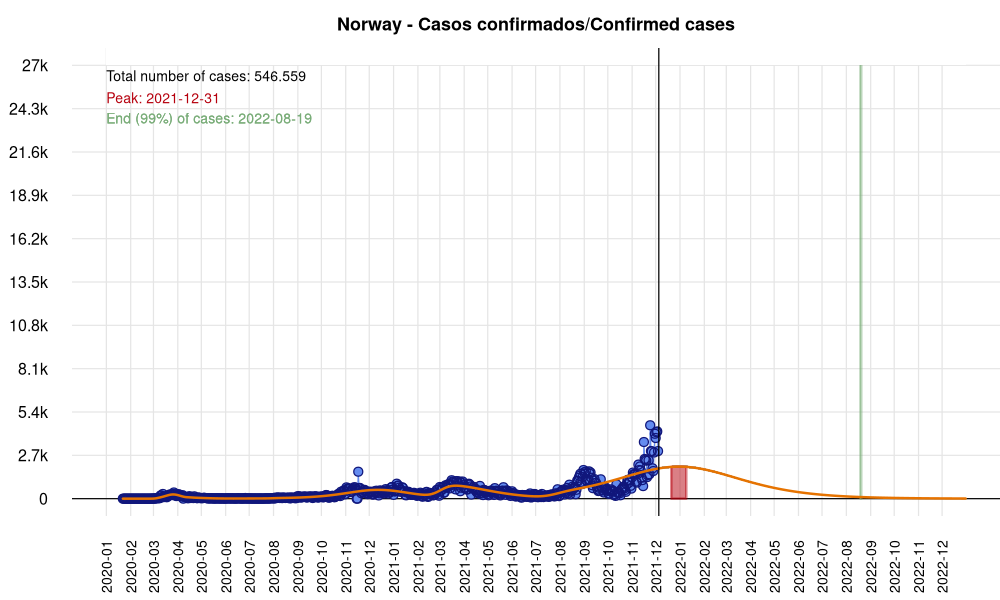 Norway - Casos confirmados/Confirmed cases
Total number of cases: 546.559
Peak: 2021-12-31
End (99%) of cases: 2022-08-19
27k
24.3k
21.6k
18.9k
16.2k
13.5k
10.8k
8.1k
5.4k
2.7k
0
2020-01
2020-02
2020-03
2020-04
2020-05
2020-06
2020-07
2020-08
2020-09
2020-10
2020-11
2020-12
2021-01
2021-02
2021-03
2021-04
2021-05
2021-06
2021-07
2021-08
2021-09
2021-10
2021-11
2021-12
2022-01
2022-02
2022-03
2022-04
2022-05
2022-06
2022-07
2022-08
2022-09
2022-10
2022-11
2022-12